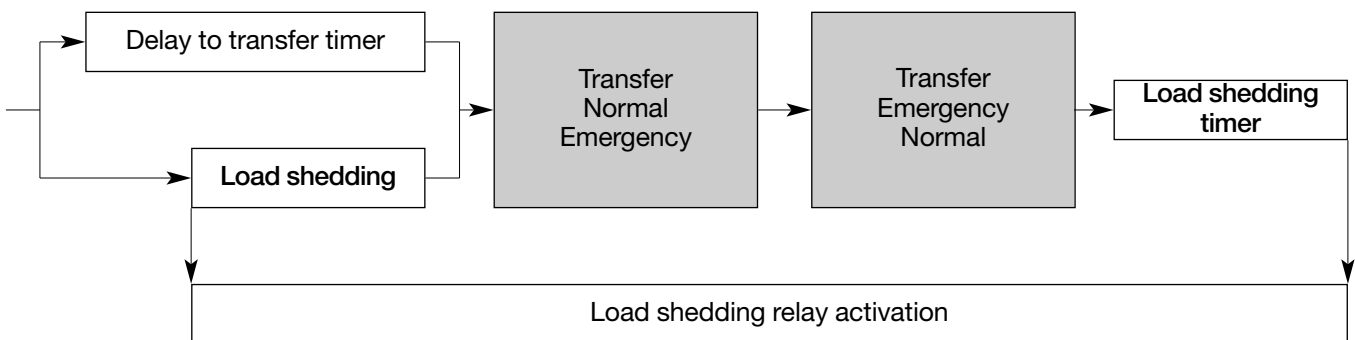 Delay to transfer timer
Load shedding
Transfer
Normal
Emergency
Transfer
Emergency
Normal
Load shedding
timer
Load shedding relay activation